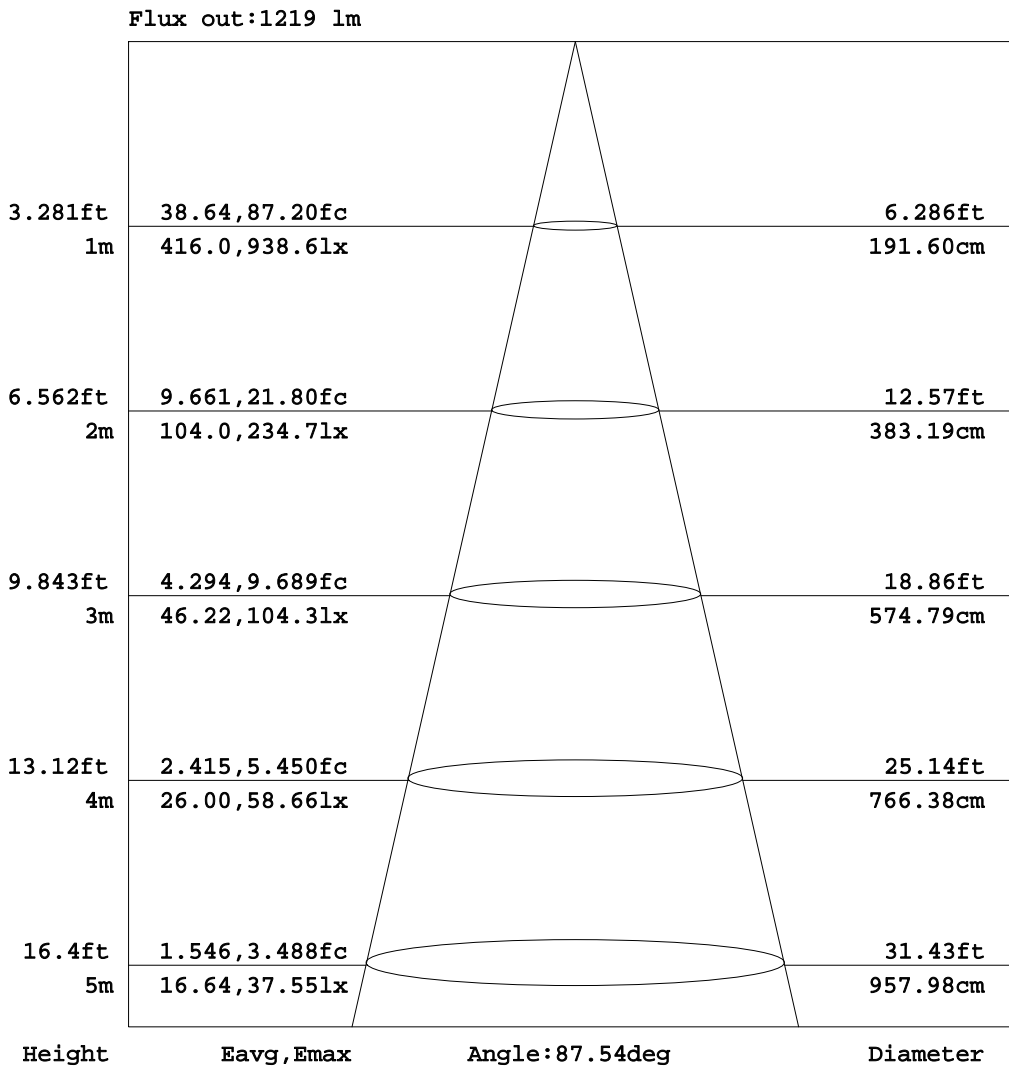 Flux out:1219 lm
3.281ft 38.64,87.20fc 6.286ft
1m 416.0,938.6lx 191.60cm
6.562ft 9.661,21.80fc 12.57ft
2m 104.0,234.7lx 383.19cm
9.843ft 4.294,9.689fc 18.86ft
3m 46.22,104.3lx 574.79cm
13.12ft 2.415,5.450fc 25.14ft
4m 26.00,58.66lx 766.38cm
16.4ft 1.546,3.488fc 31.43ft
5m 16.64,37.55lx 957.98cm
Height Eavg,Emax Angle:87.54deg Diameter